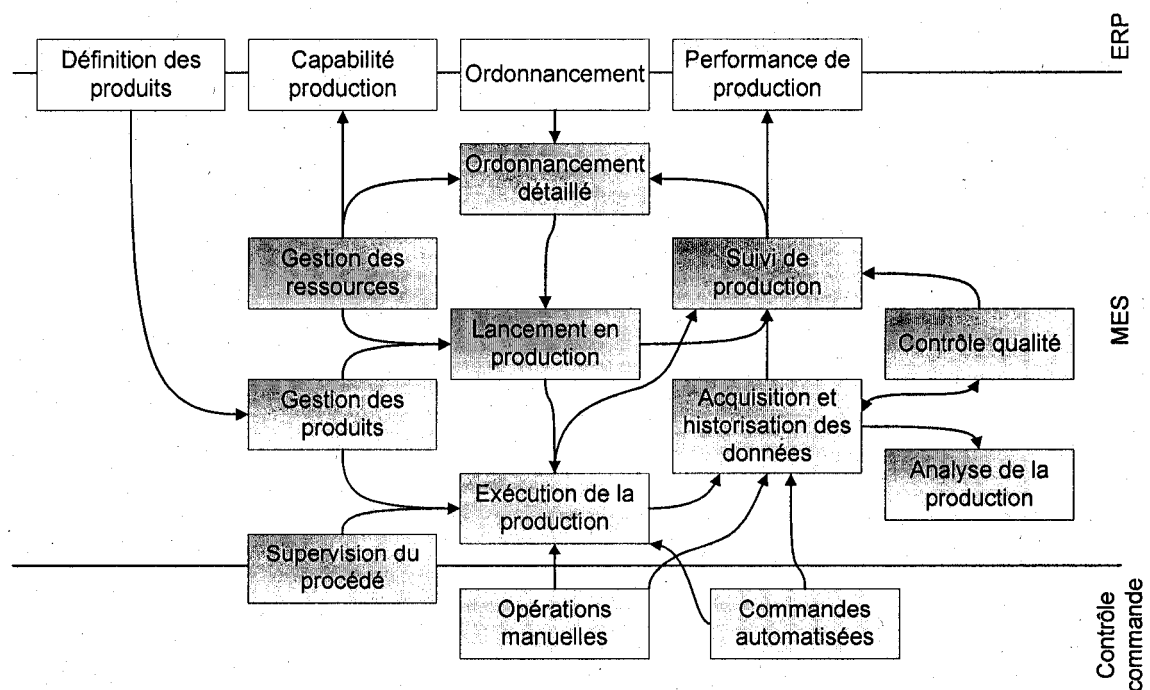 Définition des
produits
Capabilité
production
Ordonnancement
Performance de
production
ERP
Ordonnancement
détaillé
Gestion des
ressources
Suivi de
production
Lancement en
production
Contrôle qualité
MES
Gestion des
produits
Acquisition et
historisation des
données
Analyse de la
production
Exécution de la
production
Supervision du
procédé
Opérations
manuelles
Commandes
automatisées
Contrôle
commande